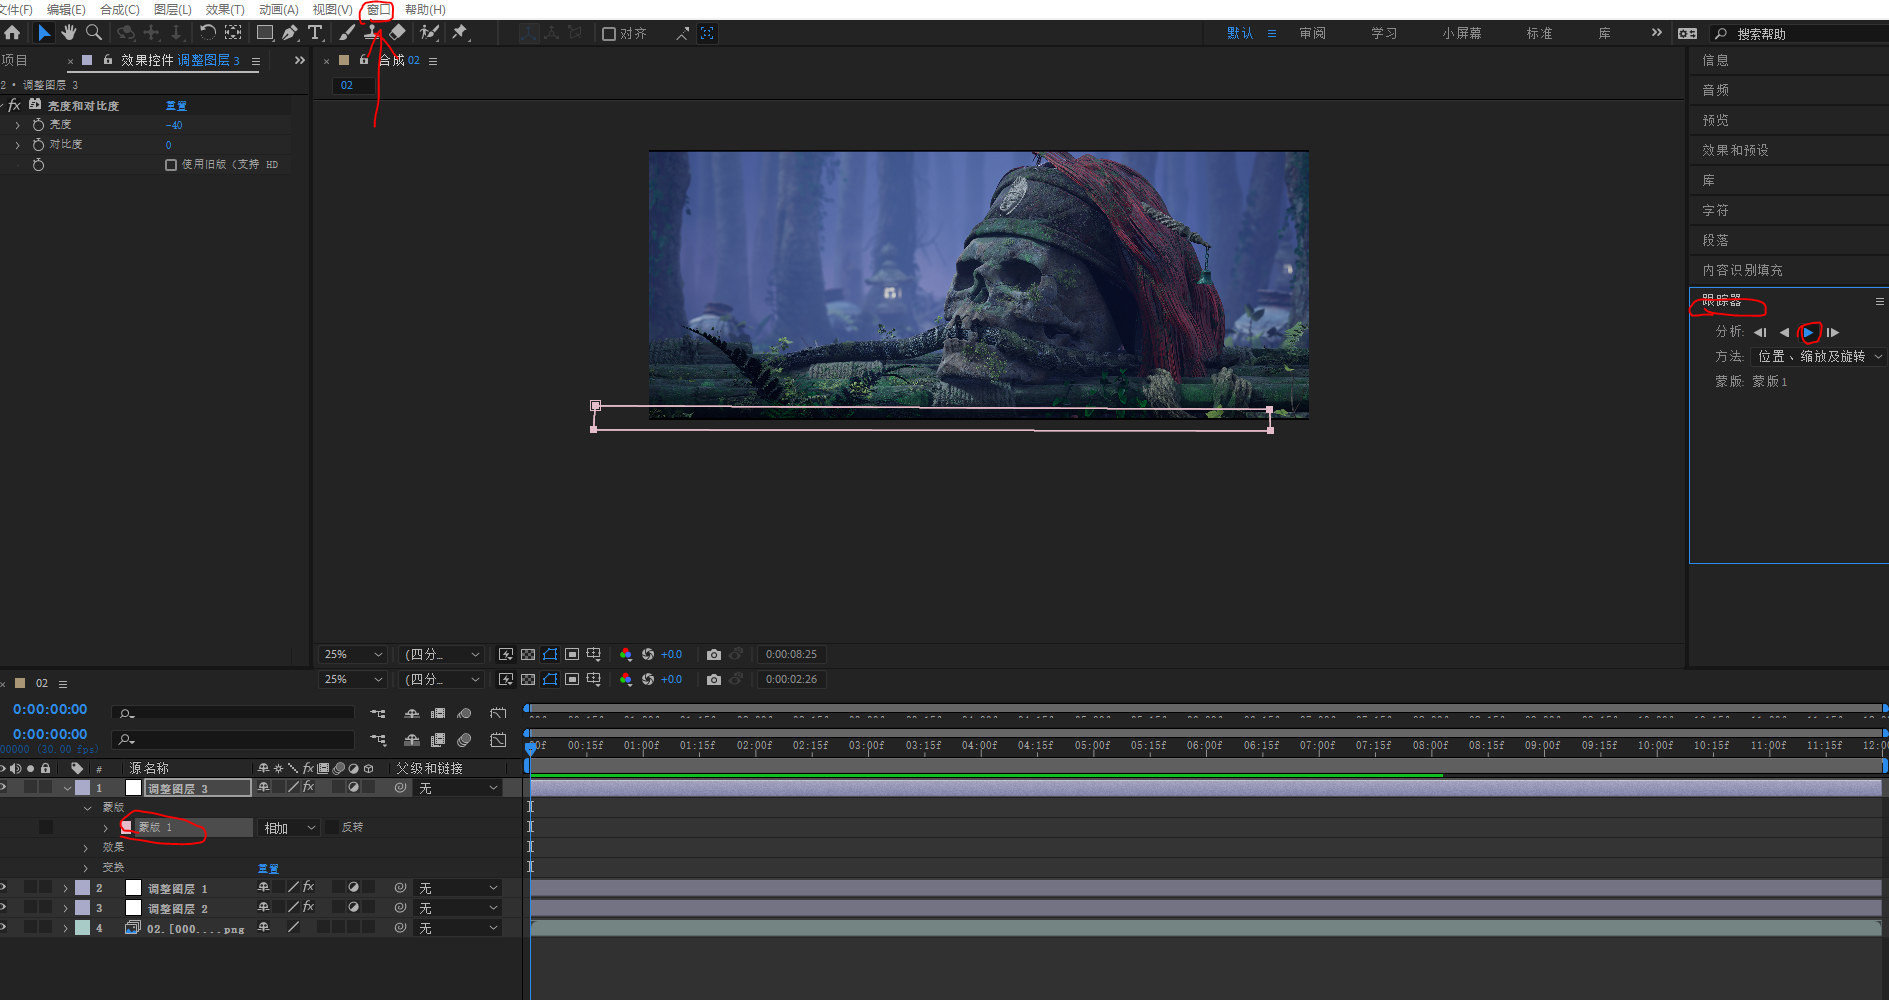 文件(F) 编辑(E) 合成(C) 图层(L) 效果(T) 动画(A) 视图(V) 窗口 帮助(H)
对齐 默认 审阅 学习 小屏幕 标准 库 搜索帮助
项目 效果控件 调整图层 3 合成 02
2 • 调整图层 3
02
fx 亮度和对比度 重置
亮度 -40
对比度 0
使用旧版（支持 HD
信息
音频
预览
效果和预设
库
字符
段落
内容识别填充
跟踪器
分析:
方法: 位置、缩放及旋转
蒙版: 蒙版 1
25% (四分... +0.0 0:00:08:25
25% (四分... +0.0 0:00:02:26
02
0:00:00:00
0:00:00:00
00000 (30.00 fps)
00f 00:15f 01:00f 01:15f 02:00f 02:15f 03:00f 03:15f 04:00f 04:15f 05:00f 05:15f 06:00f 06:15f 07:00f 07:15f 08:00f 08:15f 09:00f 09:15f 10:00f 10:15f 11:00f 11:15f 12:0
# 源名称 fx 父级和链接
1 调整图层 3 fx 无
蒙版
蒙版 1 相加 反转
效果
变换 重置
2 调整图层 1 fx 无
3 调整图层 2 fx 无
4 02.[000....png 无